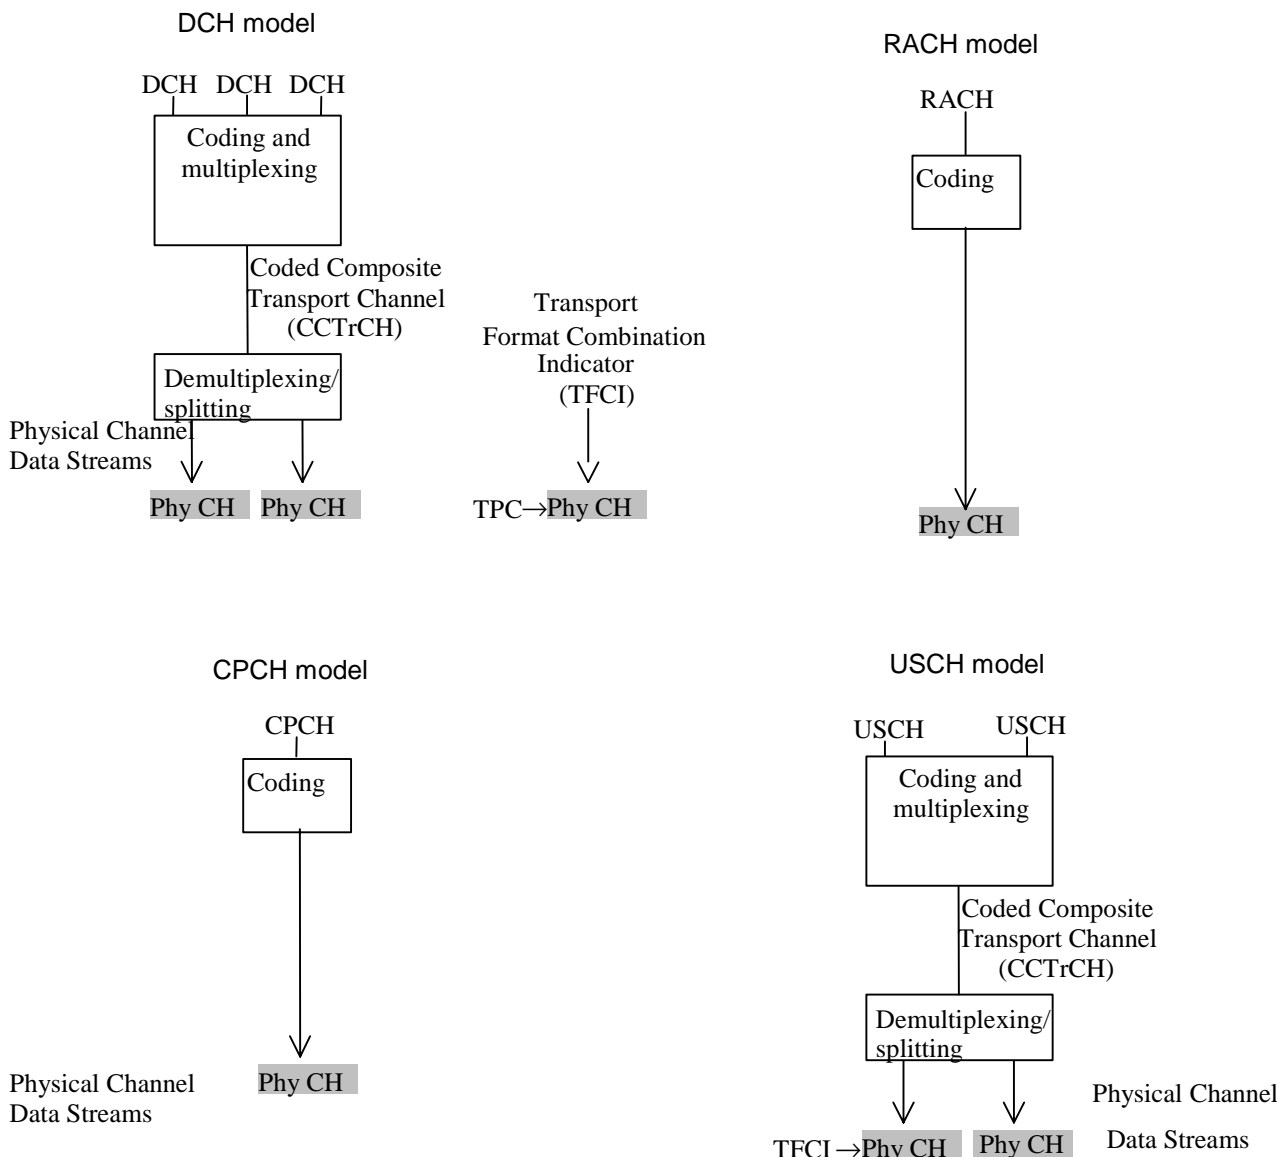 DCH model
DCH DCH DCH
Coding and
multiplexing
Coded Composite
Transport Channel
(CCTrCH)
Demultiplexing/
splitting
Physical Channel
Data Streams
Phy CH Phy CH
Transport
Format Combination
Indicator
(TFCI)
TPC→Phy CH
RACH model
RACH
Coding
Phy CH
CPCH model
CPCH
Coding
Physical Channel
Data Streams
Phy CH
USCH model
USCH USCH
Coding and
multiplexing
Coded Composite
Transport Channel
(CCTrCH)
Demultiplexing/
splitting
Physical Channel
Data Streams
TFCI→Phy CH Phy CH